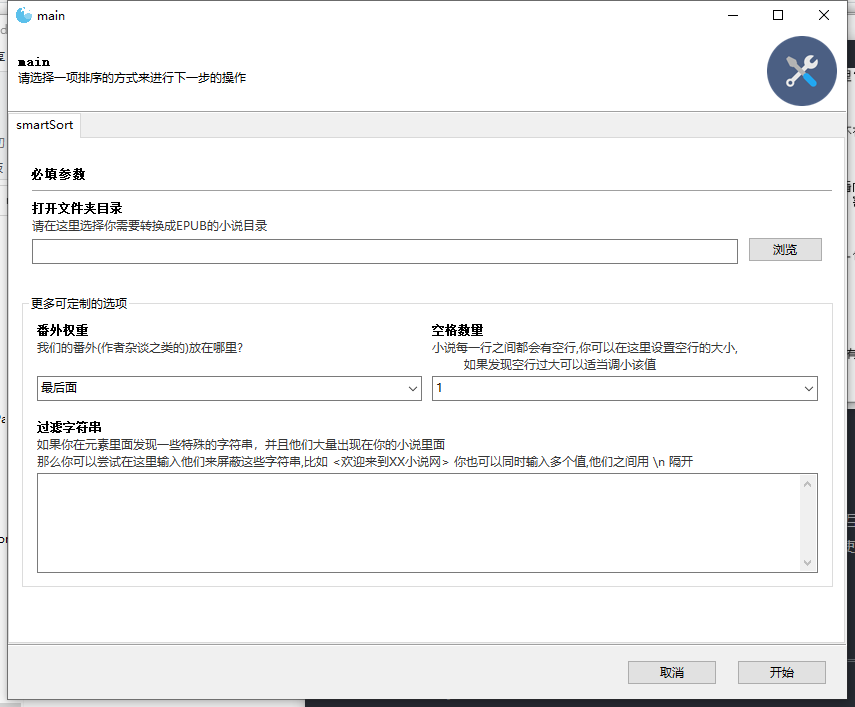 main
main
请选择一项排序的方式来进行下一步的操作
smartSort
必填参数
打开文件夹目录
请在这里选择你需要转换成EPUB的小说目录
浏览
更多可定制的选项
番外权重
我们的番外(作者杂谈之类的)放在哪里?
最后面
空格数量
小说每一行之间都会有空行,你可以在这里设置空行的大小,
如果发现空行过大可以适当调小该值
1
过滤字符串
如果你在元素里面发现一些特殊的字符串，并且他们大量出现在你的小说里面
那么你可以尝试在这里输入他们来屏蔽这些字符串,比如 <欢迎来到XX小说网> 你也可以同时输入多个值,他们之间用 \n 隔开
取消
开始